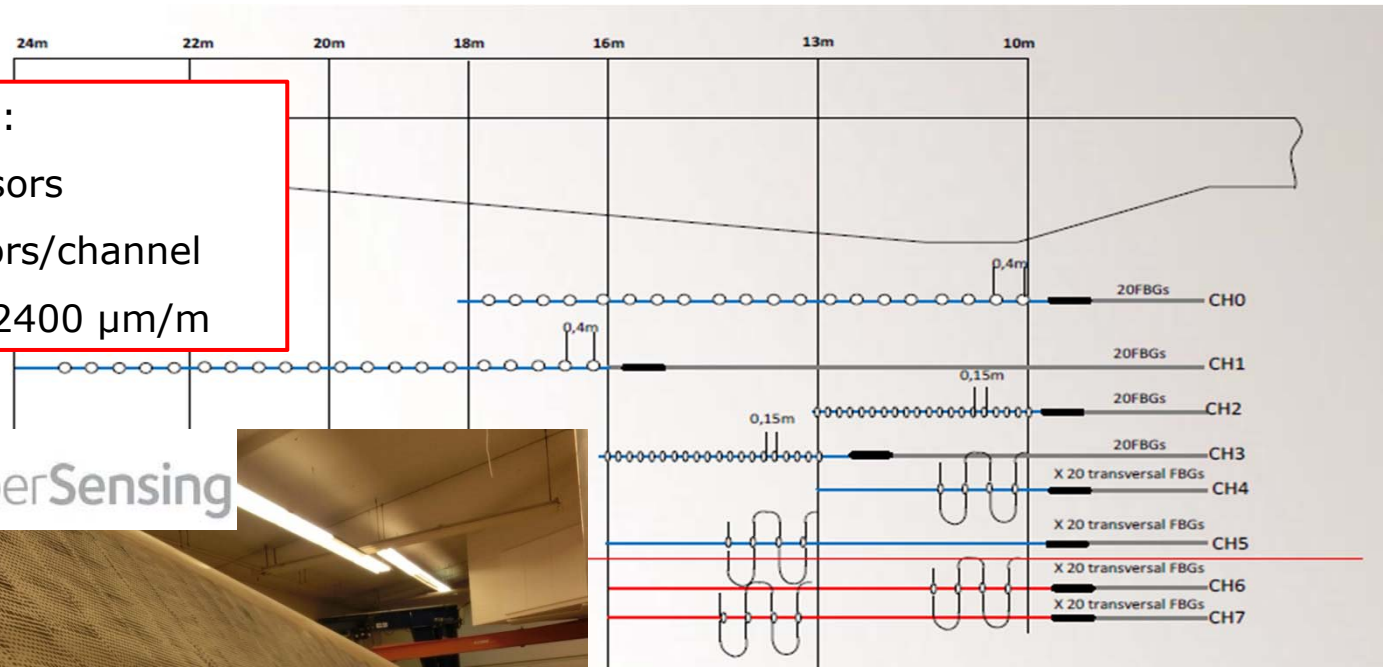 24m 22m 20m 18m 16m 13m 10m
:
sors
ors/channel
2400 µm/m
0,4m
20FBGs
CH0
0,4m
20FBGs
CH1
0,15m
20FBGs
CH2
0,15m
20FBGs
CH3
X 20 transversal FBGs
CH4
X 20 transversal FBGs
CH5
X 20 transversal FBGs
CH6
X 20 transversal FBGs
CH7
erSensing